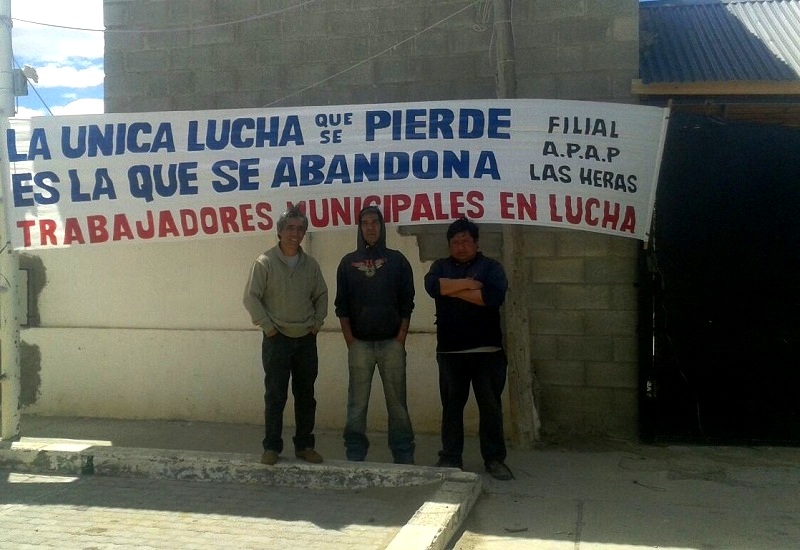 LA UNICA LUCHA QUE SE PIERDE
ES LA QUE SE ABANDONA
TRABAJADORES MUNICIPALES EN LUCHA
FILIAL
A.P.A.P
LAS HERAS